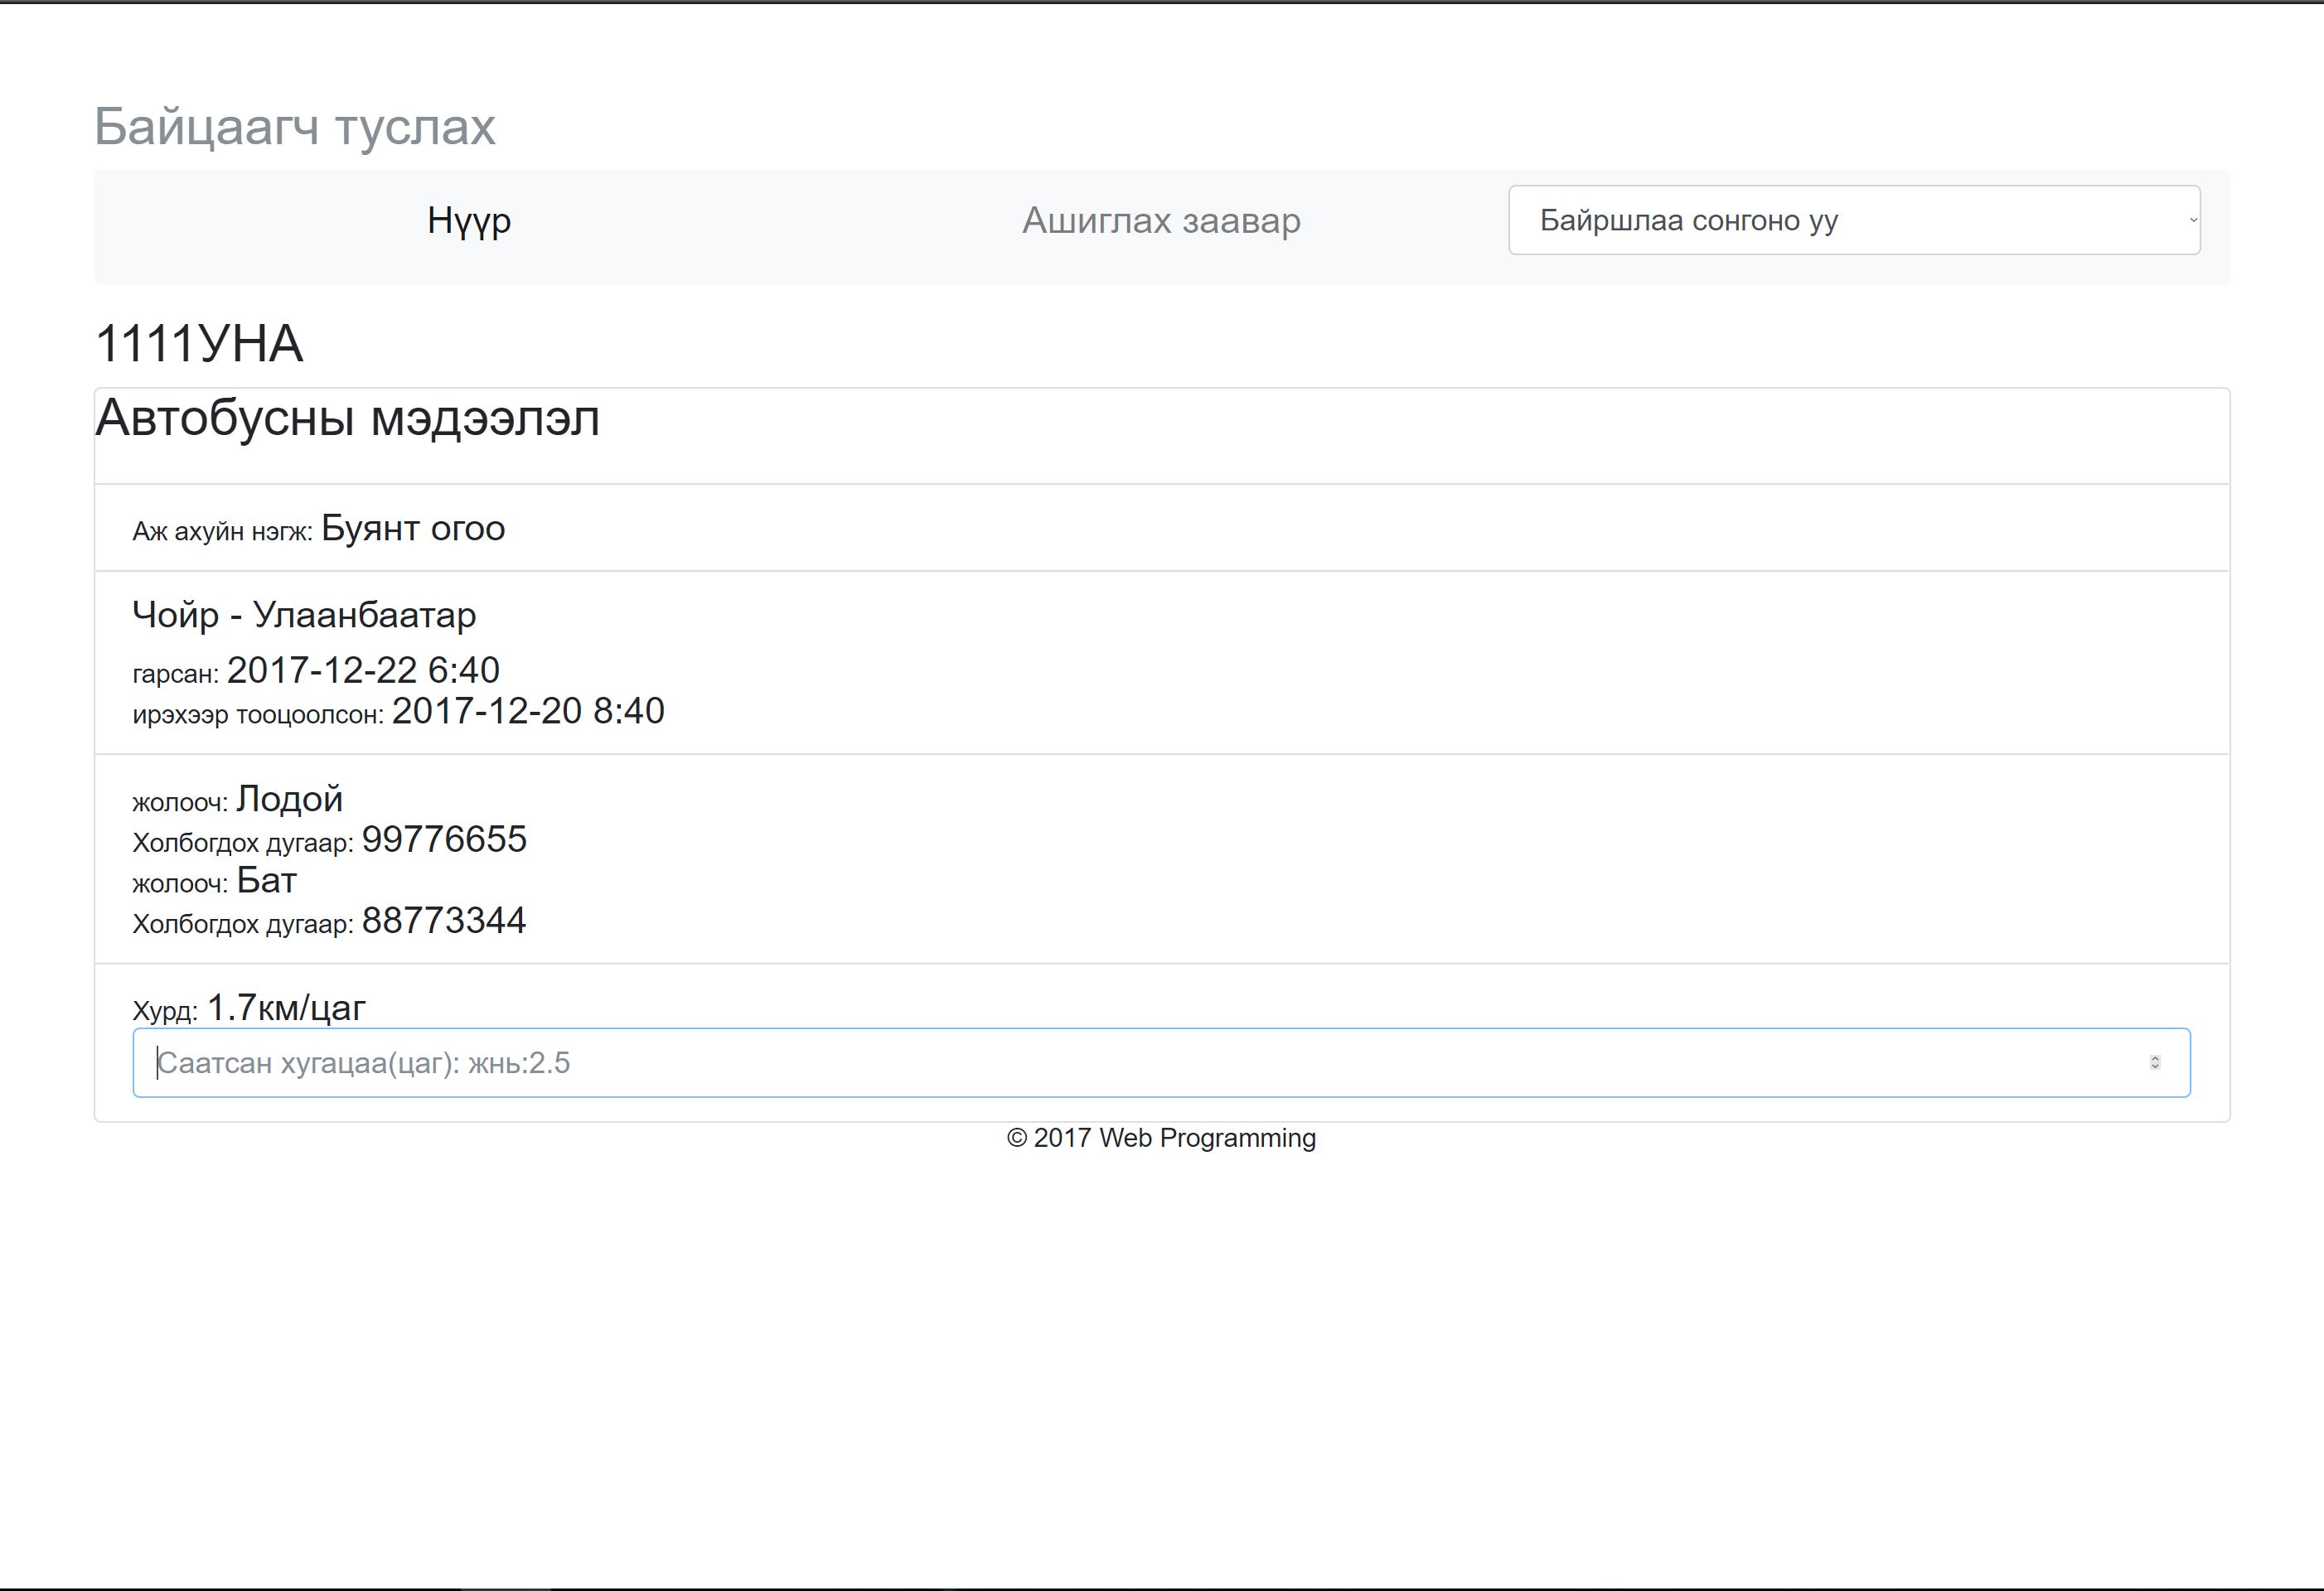 Байцаагч туслах
Нүүр
Ашиглах заавар
Байршлаа сонгоно уу
1111УНА
Автобусны мэдээлэл
Аж ахуйн нэгж: Буянт огоо
Чойр - Улаанбаатар
гарсан: 2017-12-22 6:40
ирэхээр тооцоолсон: 2017-12-20 8:40
жолооч: Лодой
Холбогдох дугаар: 99776655
жолооч: Бат
Холбогдох дугаар: 88773344
Хурд: 1.7км/цаг
Саатсан хугацаа(цаг): жнь:2.5
© 2017 Web Programming